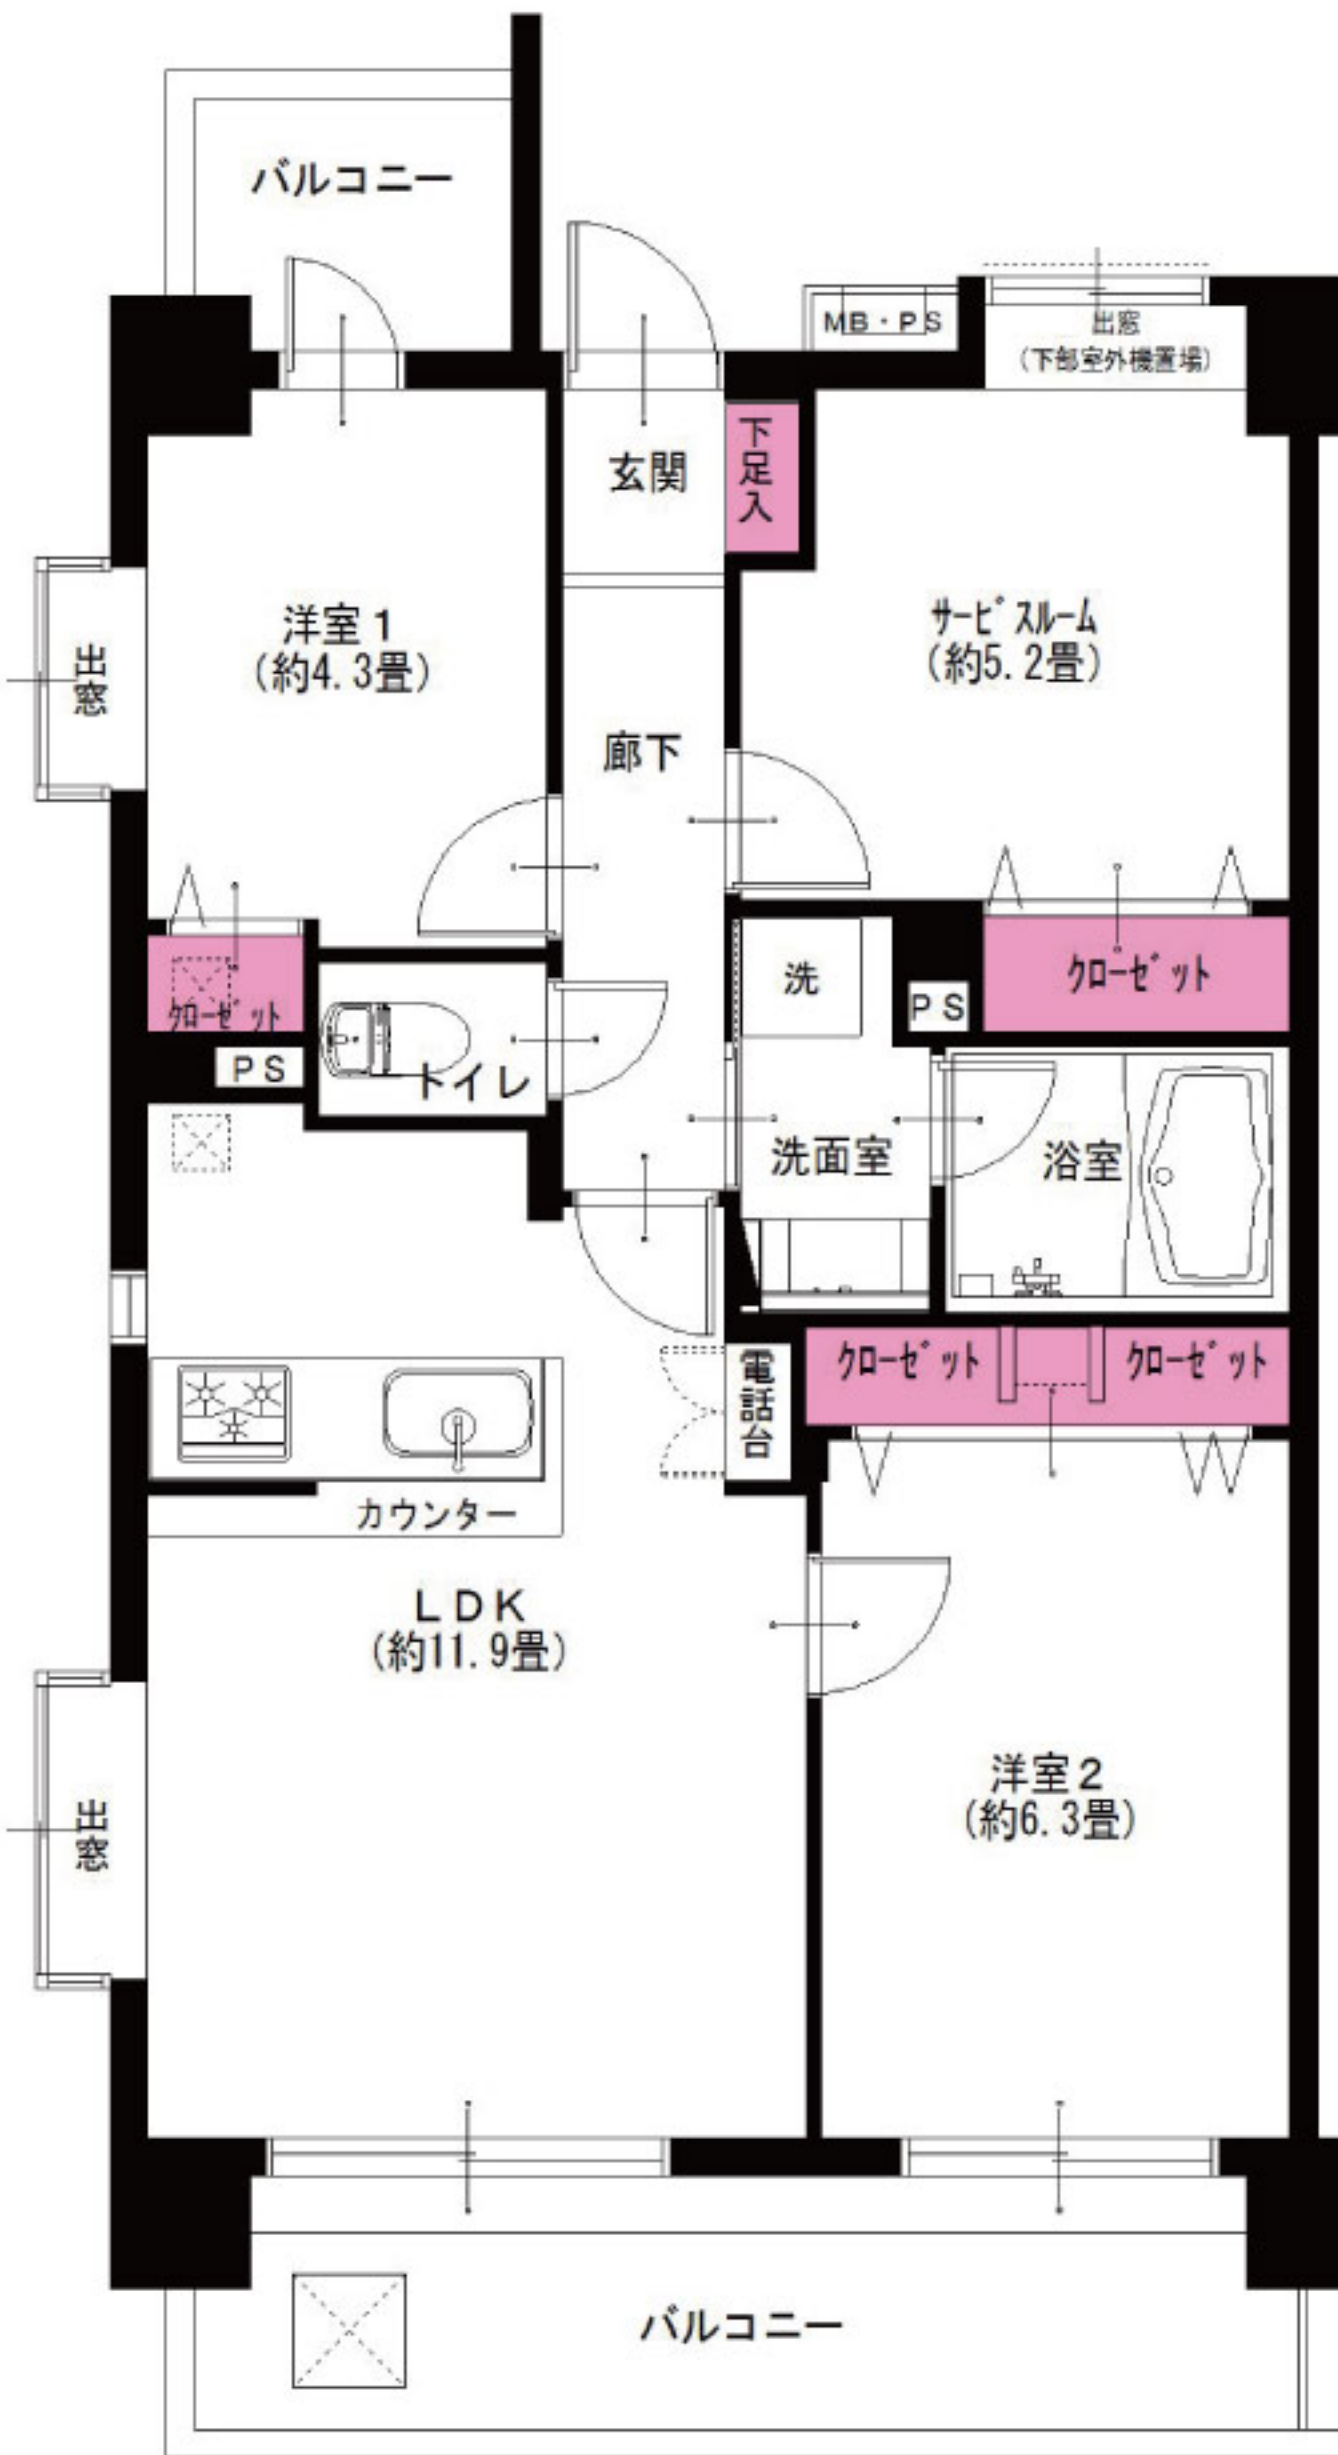 バルコニー
MB・PS
出窓
(下部室外機置場)
玄関
下足入
洋室1
(約4.3畳)
サービスルーム
(約5.2畳)
出窓
廊下
クローゼット
PS
トイレ
洗
PS
クローゼット
洗面室
浴室
電話台
クローゼット
クローゼット
カウンター
LDK
(約11.9畳)
洋室2
(約6.3畳)
出窓
バルコニー